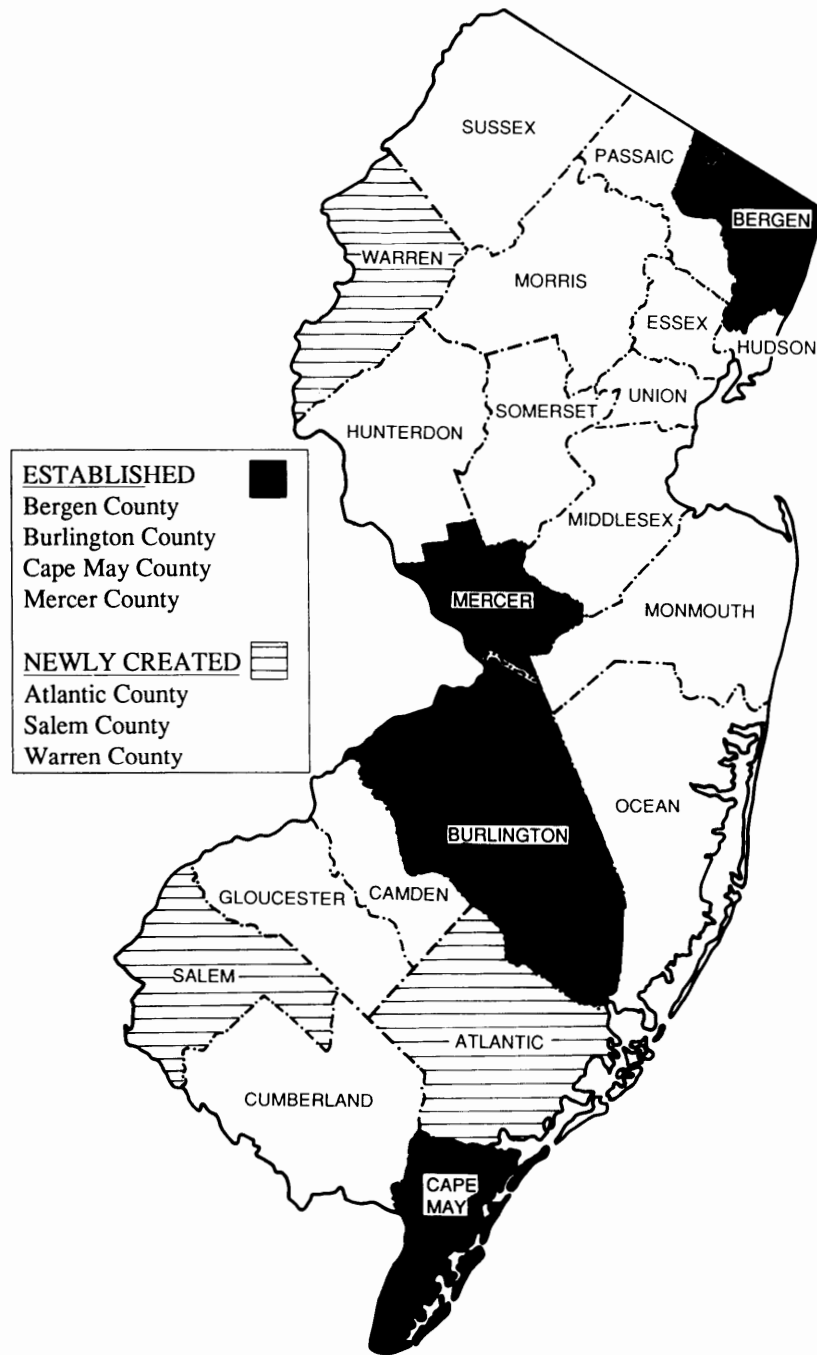 SUSSEX
PASSAIC
BERGEN
WARREN
MORRIS
ESSEX
HUDSON
UNION
SOMERSET
HUNTERDON
ESTABLISHED
Bergen County
Burlington County
Cape May County
Mercer County
NEWLY CREATED
Atlantic County
Salem County
Warren County
MIDDLESEX
MERCER
MONMOUTH
OCEAN
BURLINGTON
GLOUCESTER
CAMDEN
SALEM
ATLANTIC
CUMBERLAND
CAPE
MAY